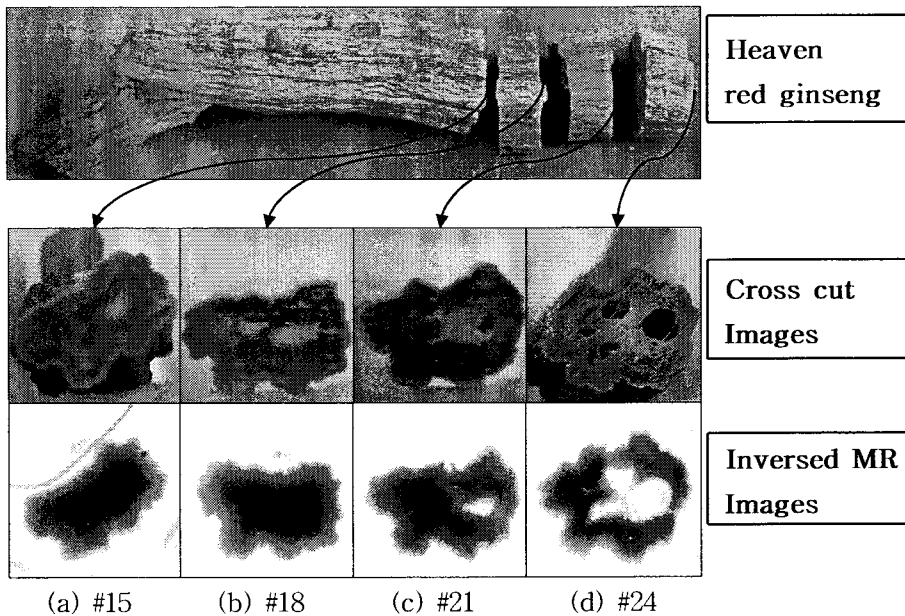 Heaven
red ginseng
Cross cut
Images
Inversed MR
Images
(a) #15
(b) #18
(c) #21
(d) #24